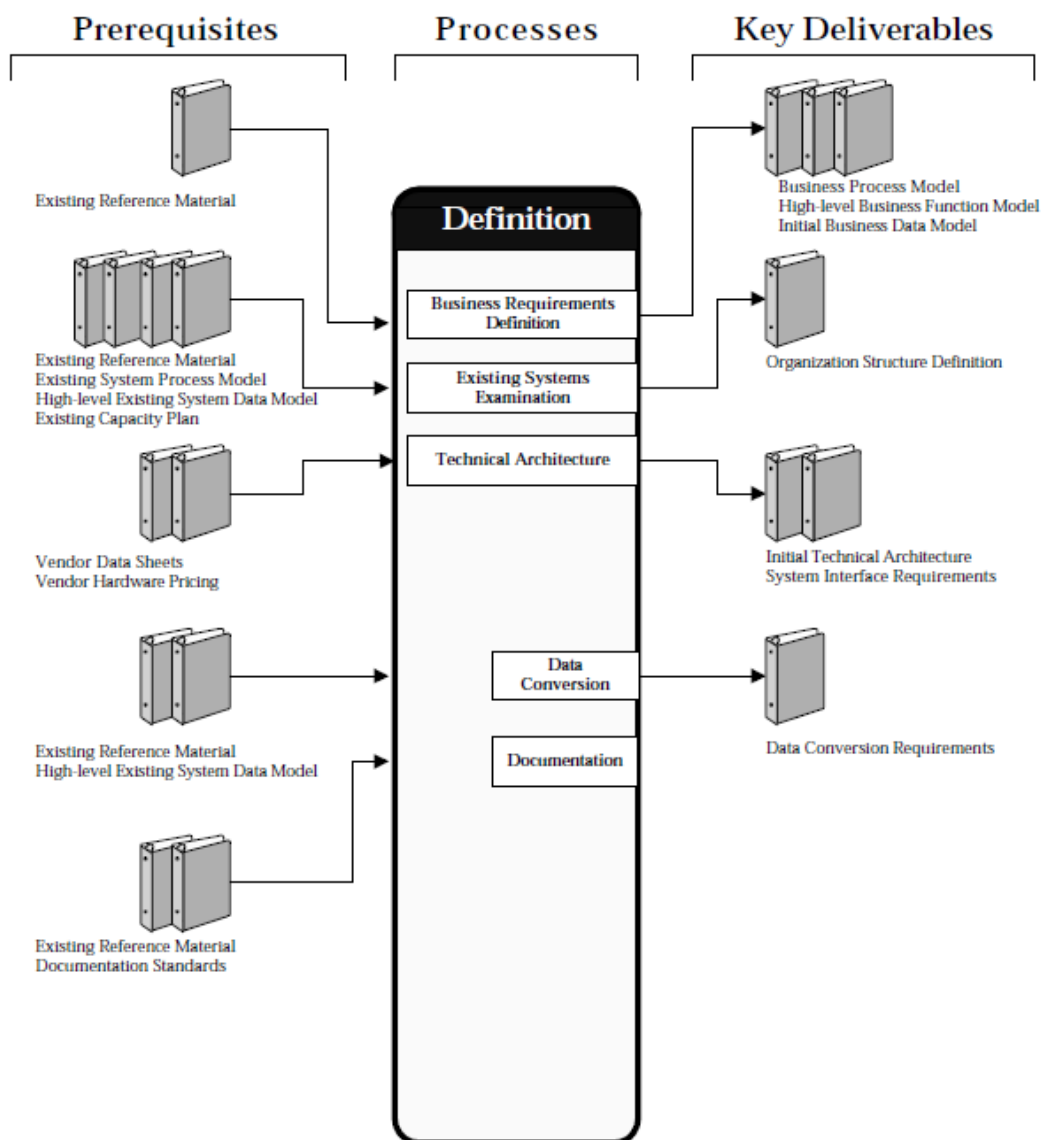 Prerequisites
Processes
Key Deliverables
Existing Reference Material
Existing Reference Material
Existing System Process Model
High-level Existing System Data Model
Existing Capacity Plan
Vendor Data Sheets
Vendor Hardware Pricing
Existing Reference Material
High-level Existing System Data Model
Existing Reference Material
Documentation Standards
Definition
Business Requirements
Definition
Existing Systems
Examination
Technical Architecture
Data
Conversion
Documentation
Business Process Model
High-level Business Function Model
Initial Business Data Model
Organization Structure Definition
Initial Technical Architecture
System Interface Requirements
Data Conversion Requirements